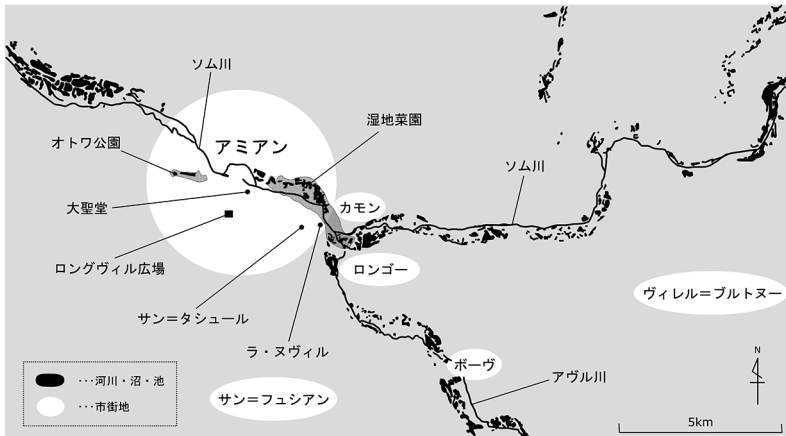 ソム川
湿地菜園
オトワ公園
アミアン
ソム川
大聖堂
カモン
ロングヴィル広場
ロンゴー
ヴィレル=ブルトヌー
サン=タシュール
ラ・ヌヴィル
ボーヴ
アヴル川
サン=フュシアン
･･･河川・沼・池
･･･市街地
N
5km